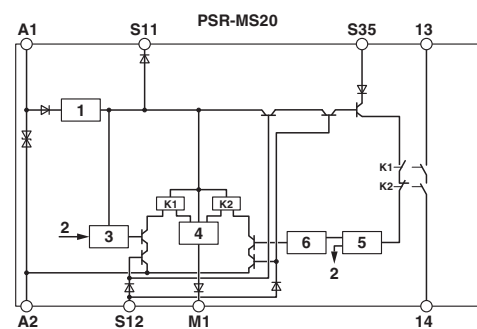 PSR-MS20
A1 S11 S35 13
1
K1
K2
K1 K2
2 3 4 6 5
2
A2 S12 M1 14